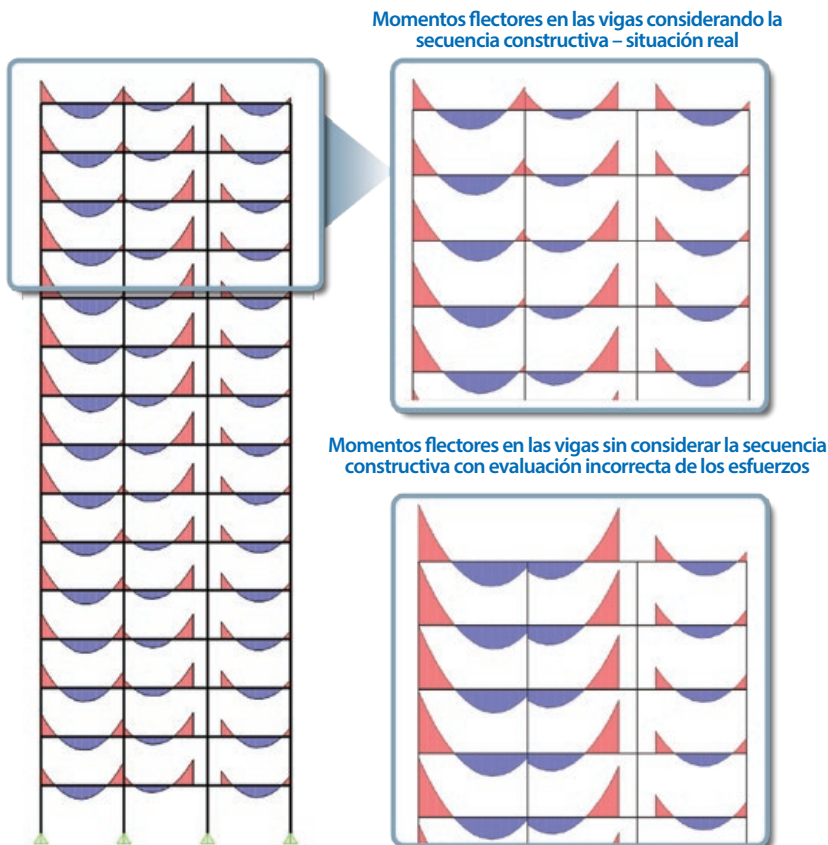 Momentos flectores en las vigas considerando la
secuencia constructiva – situación real
Momentos flectores en las vigas sin considerar la secuencia
constructiva con evaluación incorrecta de los esfuerzos